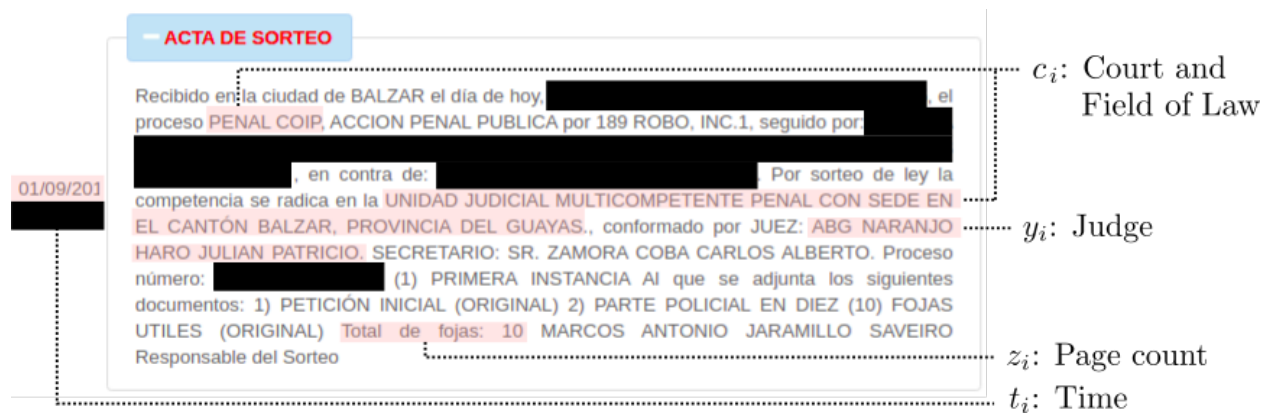 ACTA DE SORTEO
Recibido en la ciudad de BALZAR el día de hoy, , el
proceso PENAL COIP, ACCION PENAL PUBLICA por 189 ROBO, INC.1, seguido por:
, en contra de: . Por sorteo de ley la
competencia se radica en la UNIDAD JUDICIAL MULTICOMPETENTE PENAL CON SEDE EN
EL CANTÓN BALZAR, PROVINCIA DEL GUAYAS., conformado por JUEZ: ABG NARANJO
HARO JULIAN PATRICIO. SECRETARIO: SR. ZAMORA COBA CARLOS ALBERTO. Proceso
número: (1) PRIMERA INSTANCIA Al que se adjunta los siguientes
documentos: 1) PETICIÓN INICIAL (ORIGINAL) 2) PARTE POLICIAL EN DIEZ (10) FOJAS
UTILES (ORIGINAL) Total de fojas: 10 MARCOS ANTONIO JARAMILLO SAVEIRO
Responsable del Sorteo
01/09/201
c_i: Court and
Field of Law
y_i: Judge
z_i: Page count
t_i: Time